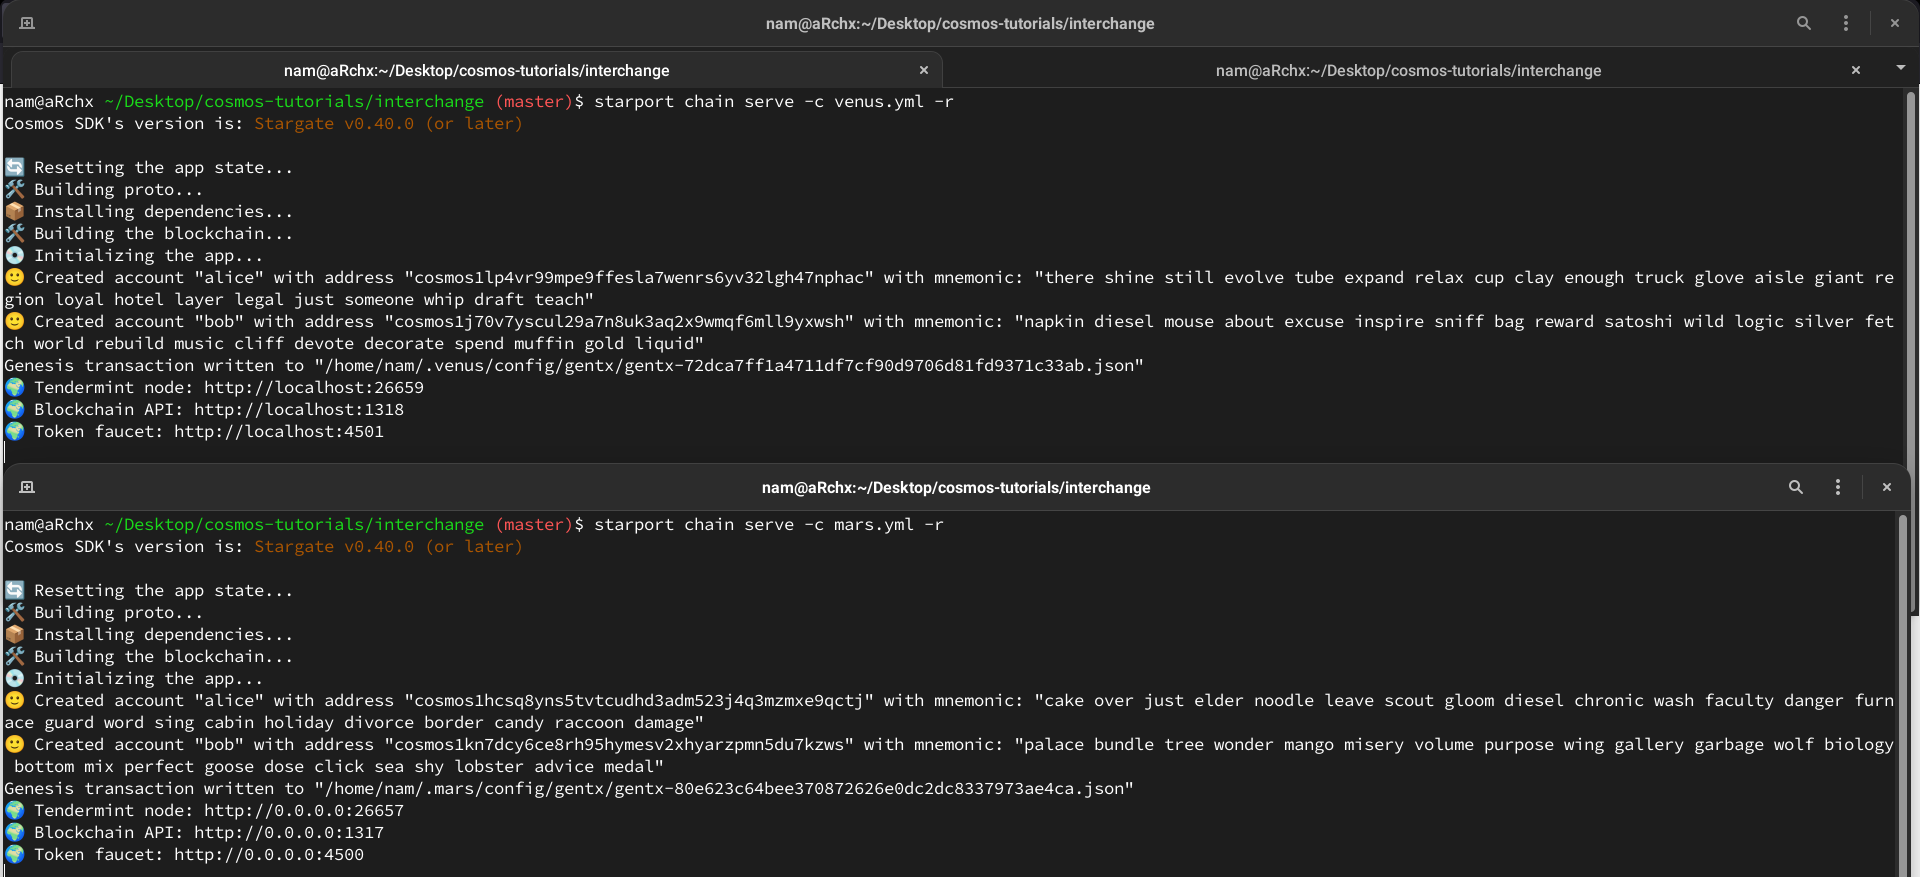 nam@aRchx:~/Desktop/cosmos-tutorials/interchange
nam@aRchx:~/Desktop/cosmos-tutorials/interchange
nam@aRchx:~/Desktop/cosmos-tutorials/interchange
nam@aRchx ~/Desktop/cosmos-tutorials/interchange (master)$ starport chain serve -c venus.yml -r
Cosmos SDK's version is: Stargate v0.40.0 (or later)
Resetting the app state...
Building proto...
Installing dependencies...
Building the blockchain...
Initializing the app...
Created account "alice" with address "cosmos1lp4vr99mpe9ffesla7wenrs6yv32lgh47nphac" with mnemonic: "there shine still evolve tube expand relax cup clay enough truck glove aisle giant re
gion loyal hotel layer legal just someone whip draft teach"
Created account "bob" with address "cosmos1j70v7yscul29a7n8uk3aq2x9wmqf6mll9yxwsh" with mnemonic: "napkin diesel mouse about excuse inspire sniff bag reward satoshi wild logic silver fet
ch world rebuild music cliff devote decorate spend muffin gold liquid"
Genesis transaction written to "/home/nam/.venus/config/gentx/gentx-72dca7ff1a4711df7cf90d9706d81fd9371c33ab.json"
Tendermint node: http://localhost:26659
Blockchain API: http://localhost:1318
Token faucet: http://localhost:4501
nam@aRchx:~/Desktop/cosmos-tutorials/interchange
nam@aRchx ~/Desktop/cosmos-tutorials/interchange (master)$ starport chain serve -c mars.yml -r
Cosmos SDK's version is: Stargate v0.40.0 (or later)
Resetting the app state...
Building proto...
Installing dependencies...
Building the blockchain...
Initializing the app...
Created account "alice" with address "cosmos1hcsq8yns5tvtcudhd3adm523j4q3mzmxe9qctj" with mnemonic: "cake over just elder noodle leave scout gloom diesel chronic wash faculty danger furn
ace guard word sing cabin holiday divorce border candy raccoon damage"
Created account "bob" with address "cosmos1kn7dcy6ce8rh95hymesv2xhyarzpmn5du7kzws" with mnemonic: "palace bundle tree wonder mango misery volume purpose wing gallery garbage wolf biology
bottom mix perfect goose dose click sea shy lobster advice medal"
Genesis transaction written to "/home/nam/.mars/config/gentx/gentx-80e623c64bee370872626e0dc2dc8337973ae4ca.json"
Tendermint node: http://0.0.0.0:26657
Blockchain API: http://0.0.0.0:1317
Token faucet: http://0.0.0.0:4500